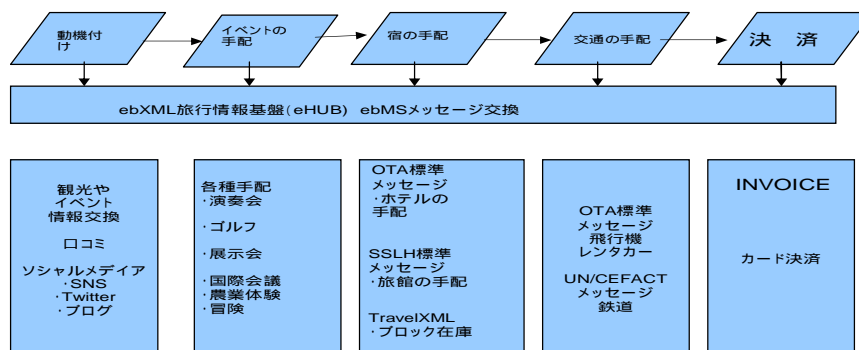 動機付
け
イベントの
手配
宿の手配
交通の手配
決　済
ebXML旅行情報基盤(eHUB) ebMSメッセージ交換
観光や
イベント
情報交換
口コミ
ソシャルメデイア
・SNS
・Twitter
・ブログ
各種手配
・演奏会
・ゴルフ
・展示会
・国際会議
・農業体験
・冒険
OTA標準
メッセージ
・ホテルの
手配
SSLH標準
メッセージ
・旅館の手配
TravelXML
・ブロック在庫
OTA標準
メッセージ
飛行機
レンタカー
UN/CEFACT
メッセージ
鉄道
INVOICE
カード決済